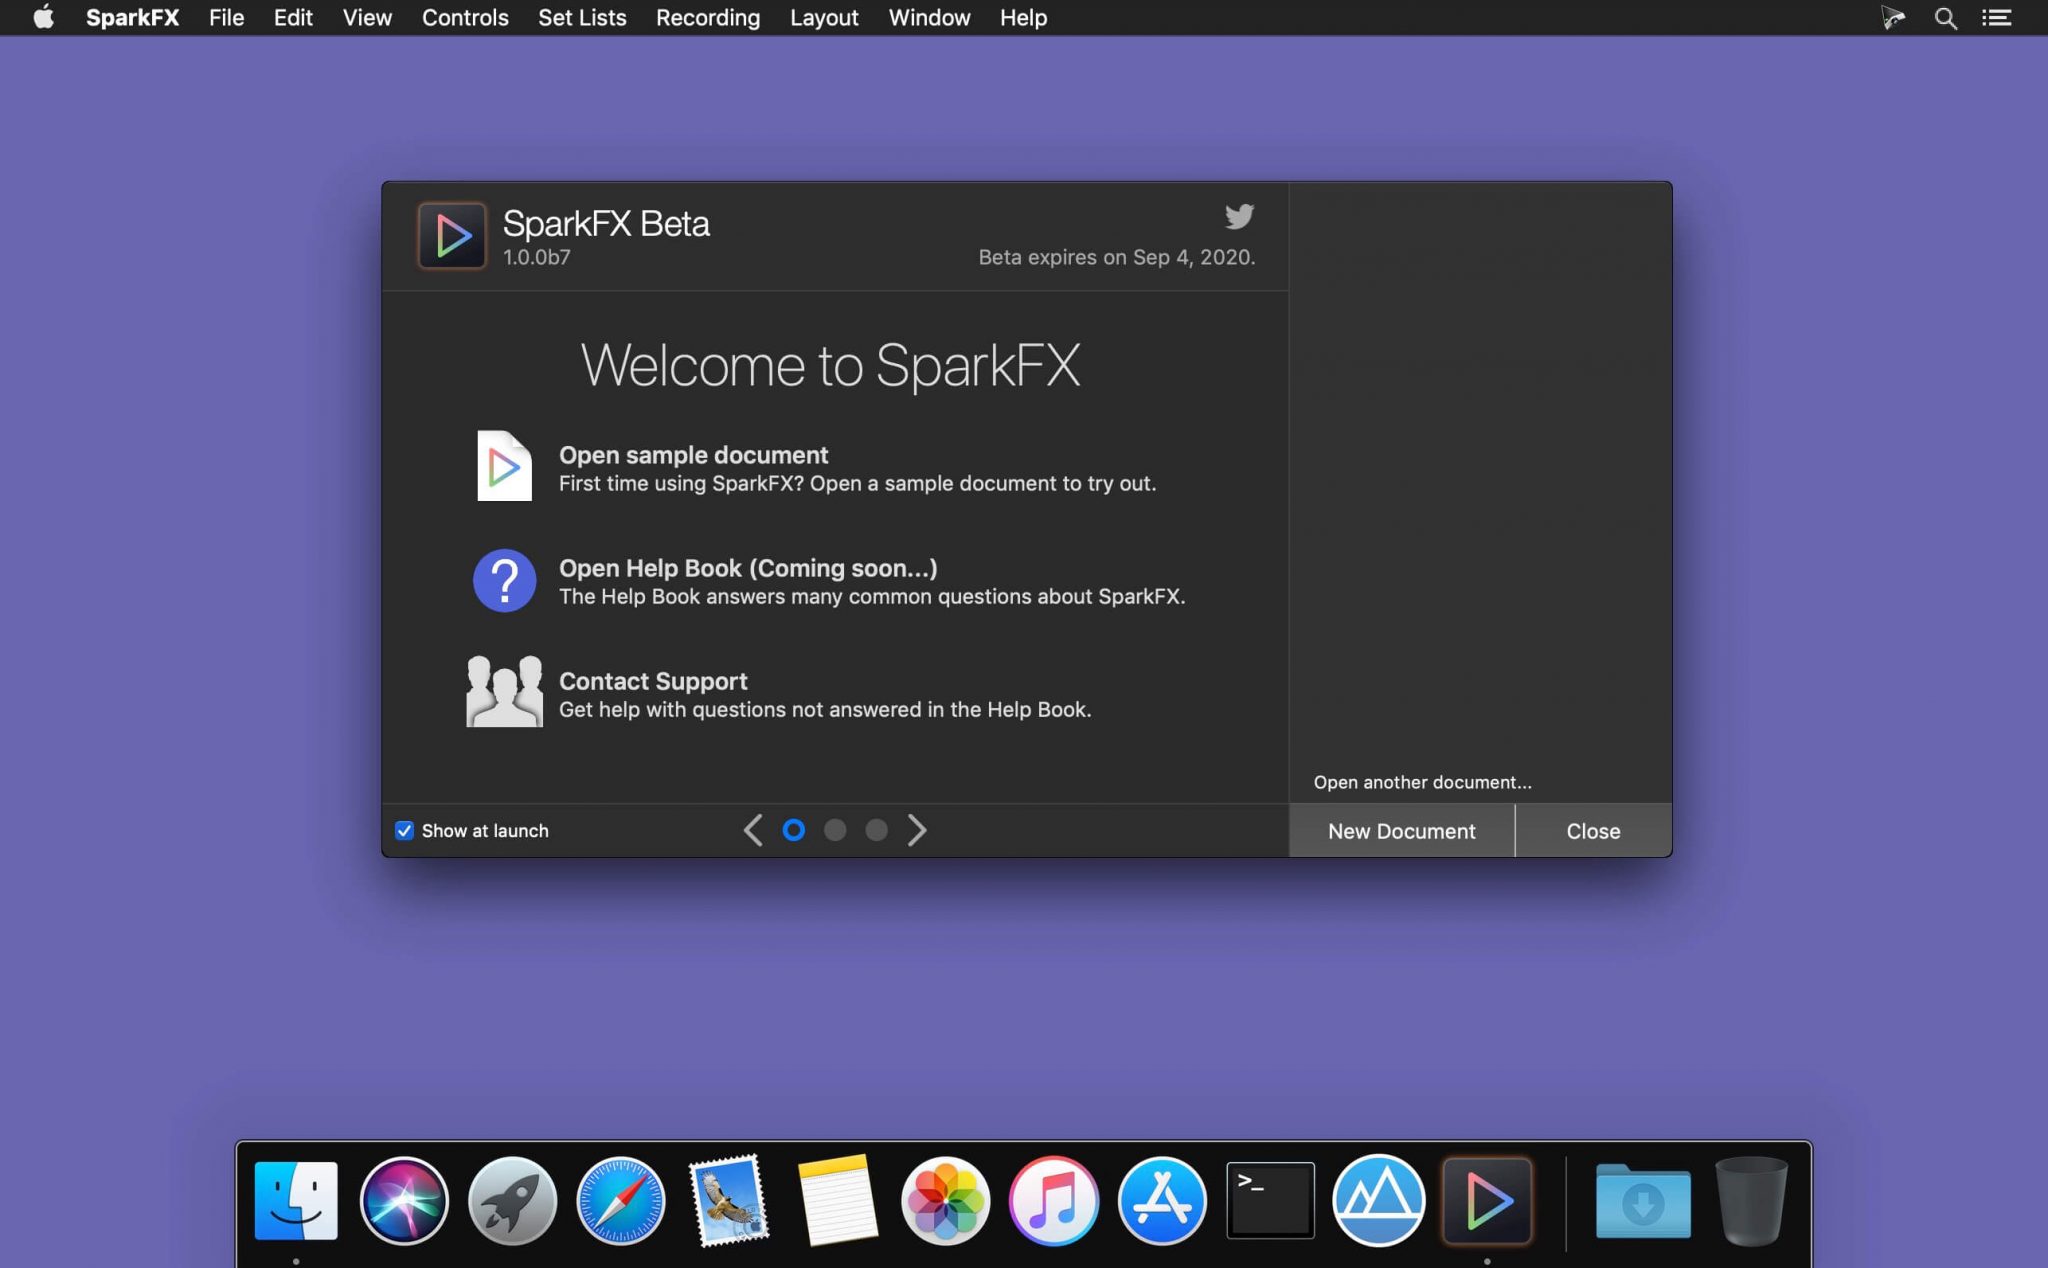 SparkFX File Edit View Controls Set Lists Recording Layout Window Help
SparkFX Beta
1.0.0b7
Beta expires on Sep 4, 2020.
Welcome to SparkFX
Open sample document
First time using SparkFX? Open a sample document to try out.
?
Open Help Book (Coming soon...)
The Help Book answers many common questions about SparkFX.
Contact Support
Get help with questions not answered in the Help Book.
Open another document...
Show at launch
New Document
Close
>_